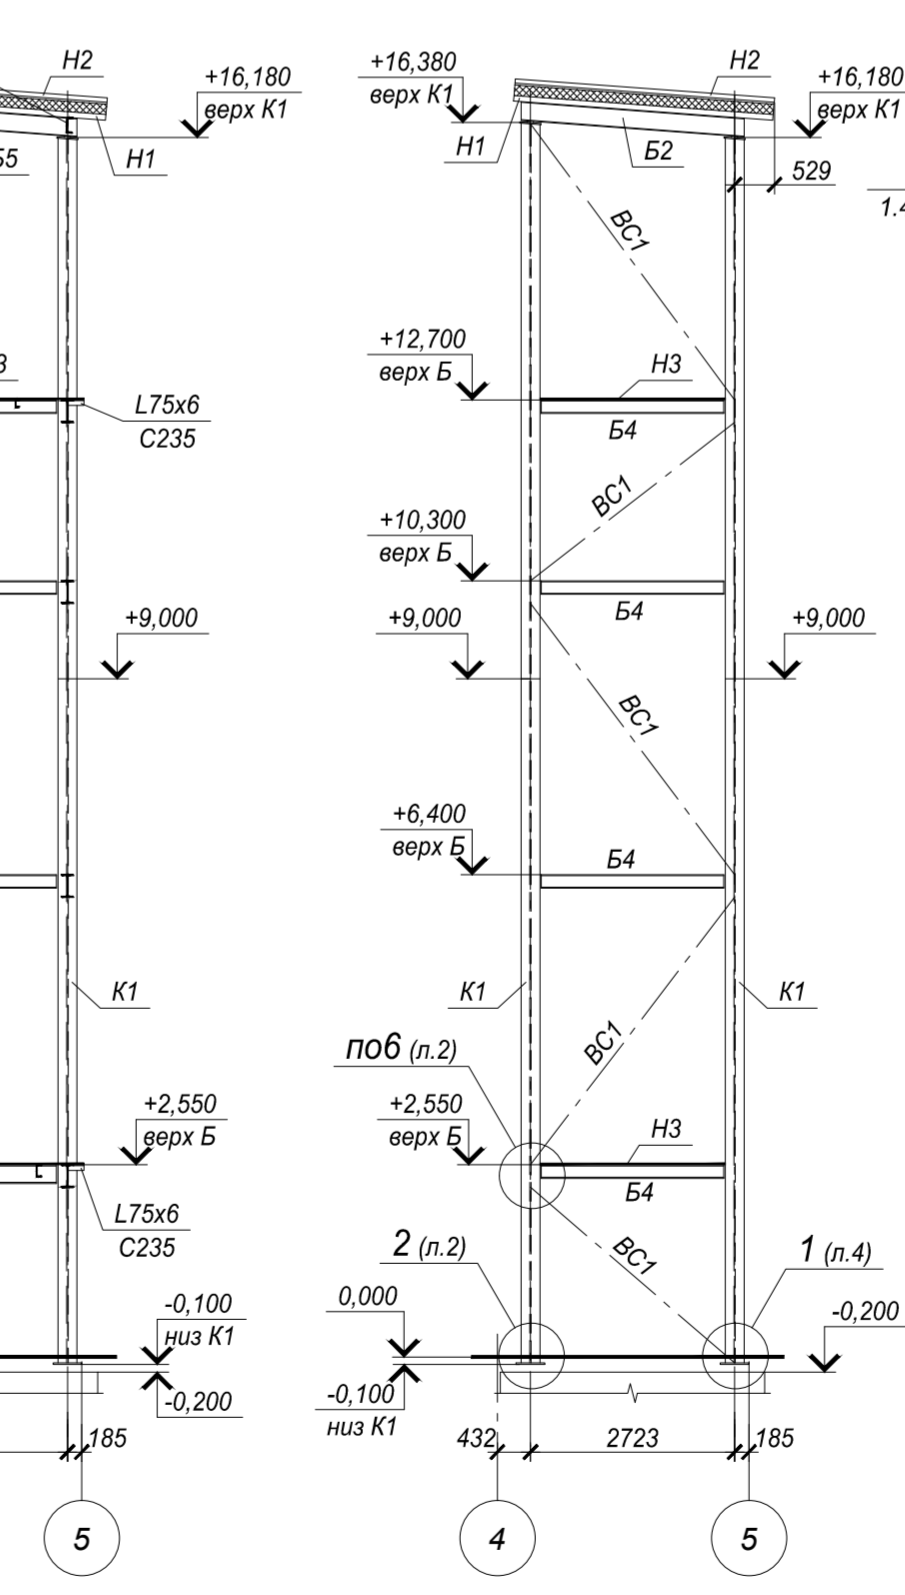 Н2
+16,180
верх К1
Н1
Б5
L75х6
С235
+9,000
К1
+2,550
верх Б
L75х6
С235
-0,100
низ К1
-0,200
185
5
+16,380
верх К1
Н1
Н2
Б2
+16,180
верх К1
529
ВС1
+12,700
верх Б
Н3
Б4
ВС1
+10,300
верх Б
Б4
+9,000
+9,000
ВС1
+6,400
верх Б
Б4
К1
К1
ВС1
по6 (л.2)
+2,550
верх Б
Н3
Б4
2 (л.2)
ВС1
1 (л.4)
0,000
-0,100
низ К1
-0,200
432
2723
185
4
5